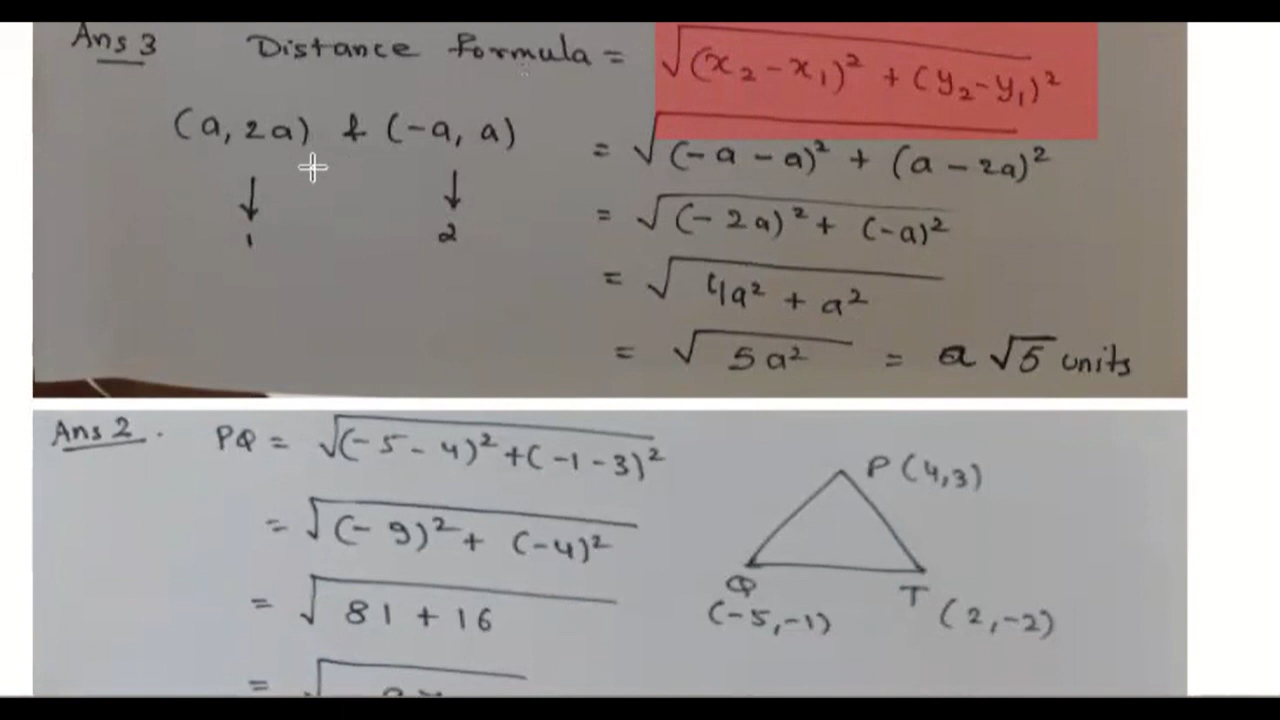 Ans 3 Distance formula = √(x₂-x₁)² + (y₂-y₁)²
(a, 2a) & (-a, a) = √(-a - a)² + (a - 2a)²
↓ ↓ = √(-2a)² + (-a)²
1 2
= √4a² + a²
= √5a² = a√5 units
Ans 2. PQ = √(-5-4)² + (-1-3)²
P(4,3)
= √(-9)² + (-4)²
Q T
= √81 + 16 (-5,-1) (2,-2)
= √